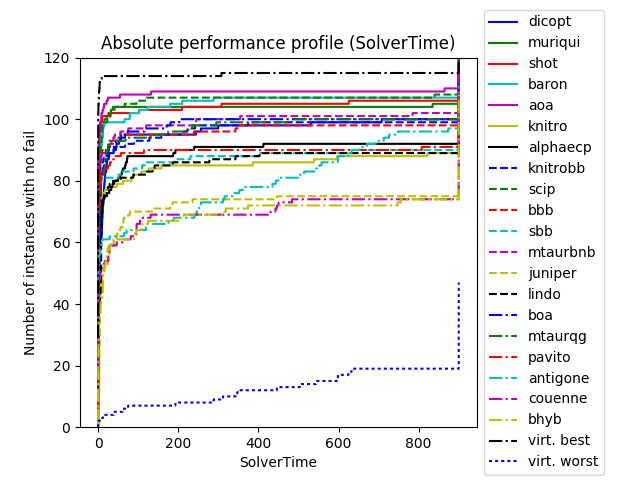 Absolute performance profile (SolverTime)
Number of instances with no fail
120
100
80
60
40
20
0
0 200 400 600 800
SolverTime
dicopt
muriqui
shot
baron
aoa
knitro
alphaecp
knitrobb
scip
bbb
sbb
mtaurbnb
juniper
lindo
boa
mtaurqg
pavito
antigone
couenne
bhyb
virt. best
virt. worst